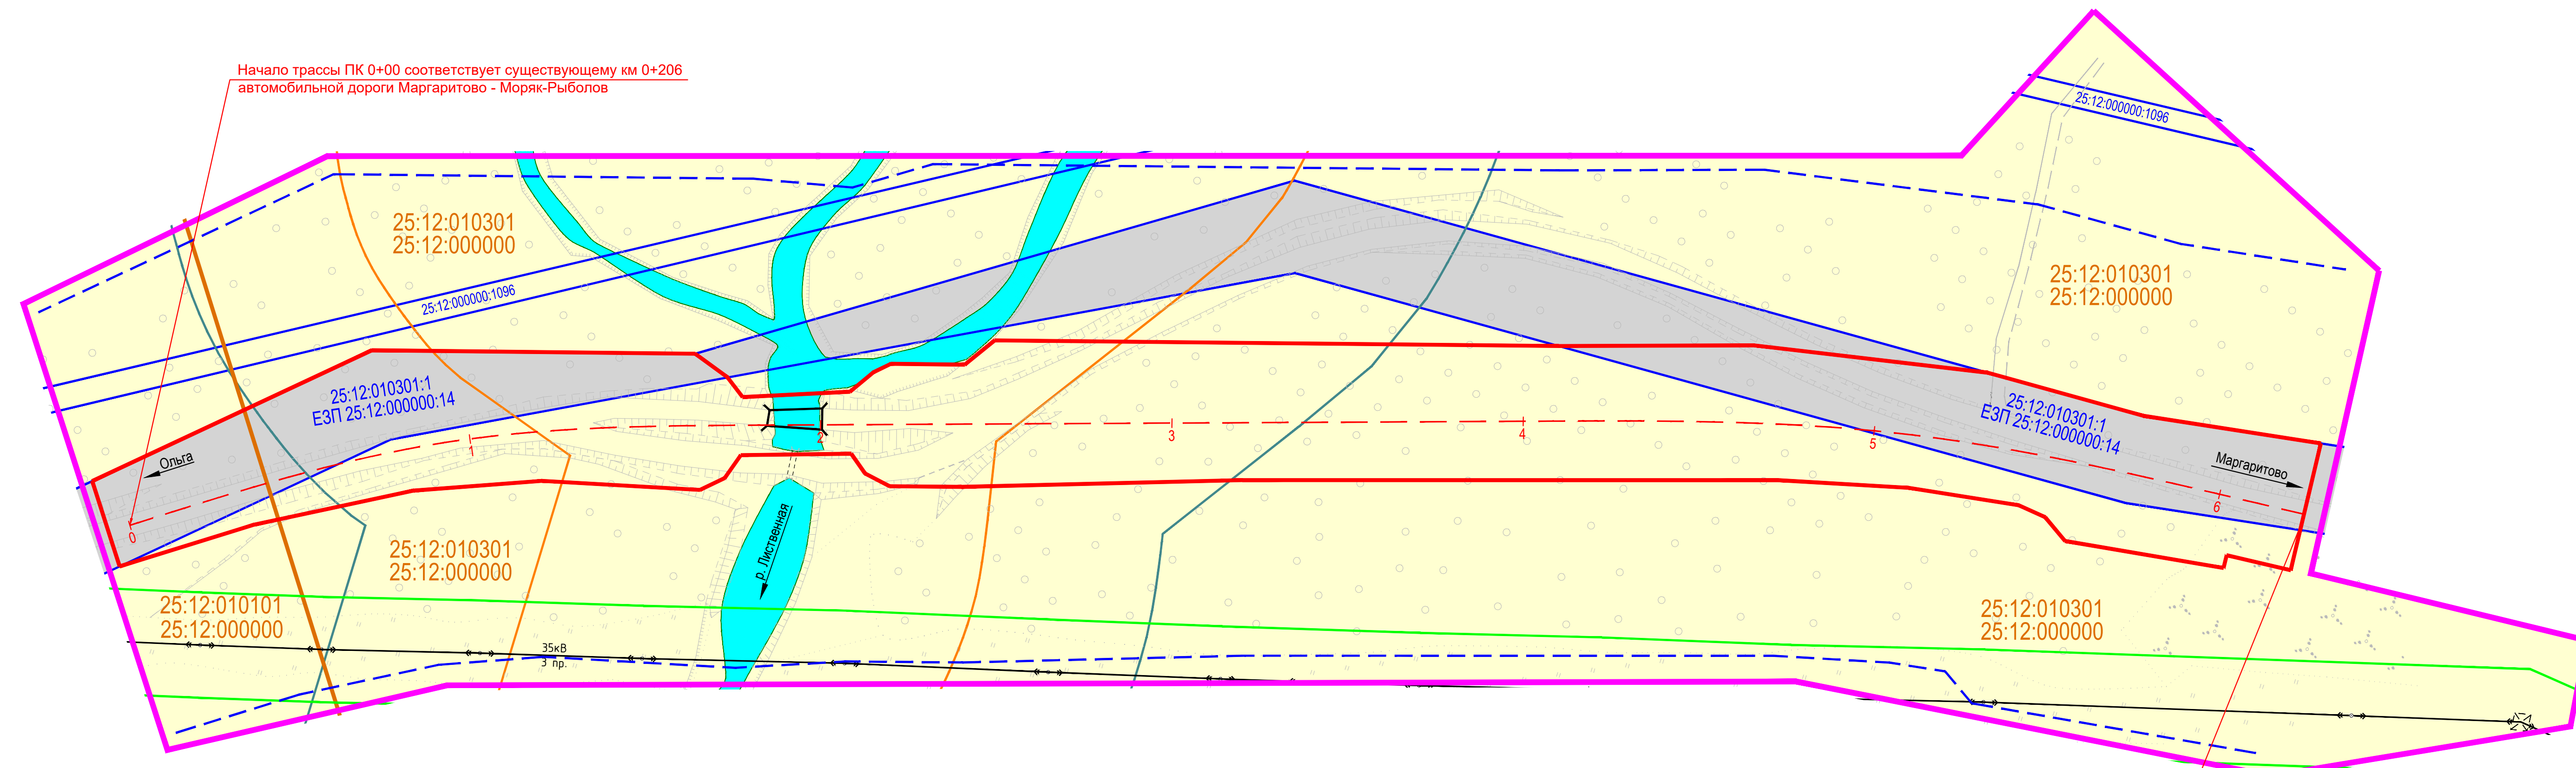 Начало трассы ПК 0+00 соответствует существующему км 0+206
автомобильной дороги Маргаритово - Моряк-Рыболов
25:12:000000:1096
25:12:010301
25:12:000000
25:12:010301
25:12:000000
25:12:000000:1096
25:12:010301:1
ЕЗП 25:12:000000:14
25:12:010301:1
ЕЗП 25:12:000000:14
Ольга
Маргаритово
0
1
2
3
4
5
6
р. Лиственная
25:12:010301
25:12:000000
25:12:010101
25:12:000000
25:12:010301
25:12:000000
35кВ
3 пр.